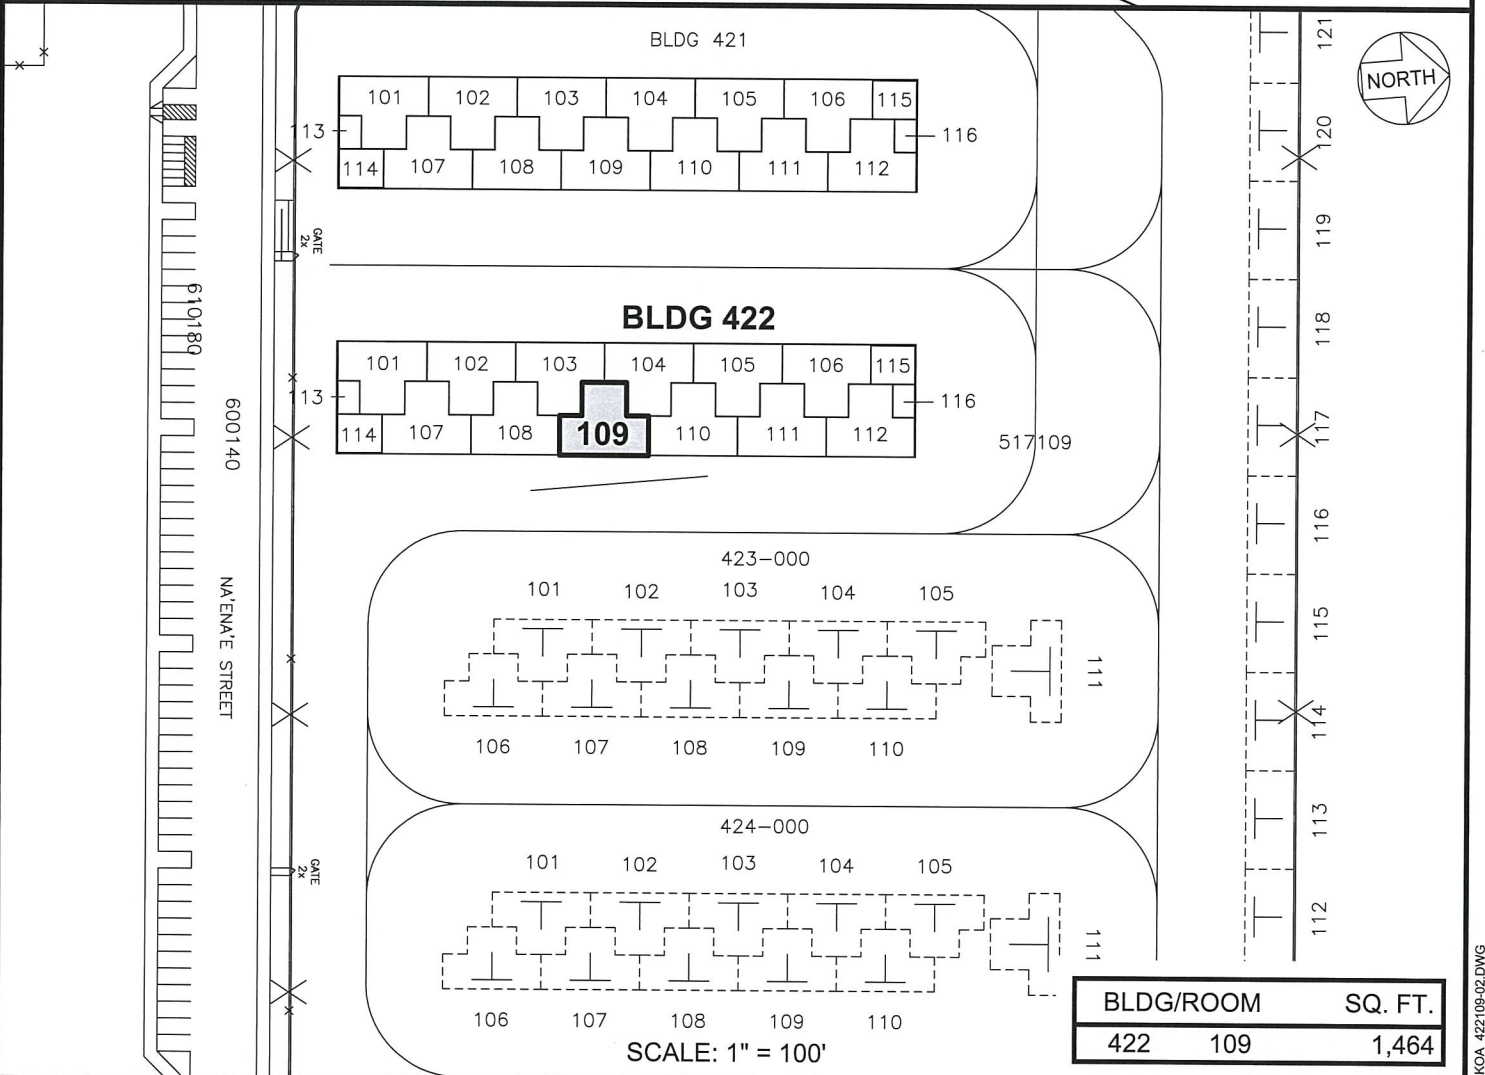 BLDG 421
101 102 103 104 105 106 115
113 116
114 107 108 109 110 111 112
GATE
2x
BLDG 422
101 102 103 104 105 106 115
113 116
114 107 108 109 110 111 112
517109
610180
600140
NA'ENA'E STREET
423-000
101 102 103 104 105
111
106 107 108 109 110
GATE
2x
424-000
101 102 103 104 105
111
106 107 108 109 110
SCALE: 1" = 100'
121
120
119
118
117
116
115
114
113
112
NORTH
BLDG/ROOM SQ. FT.
422 109 1,464
KOA 422109-02.DWG